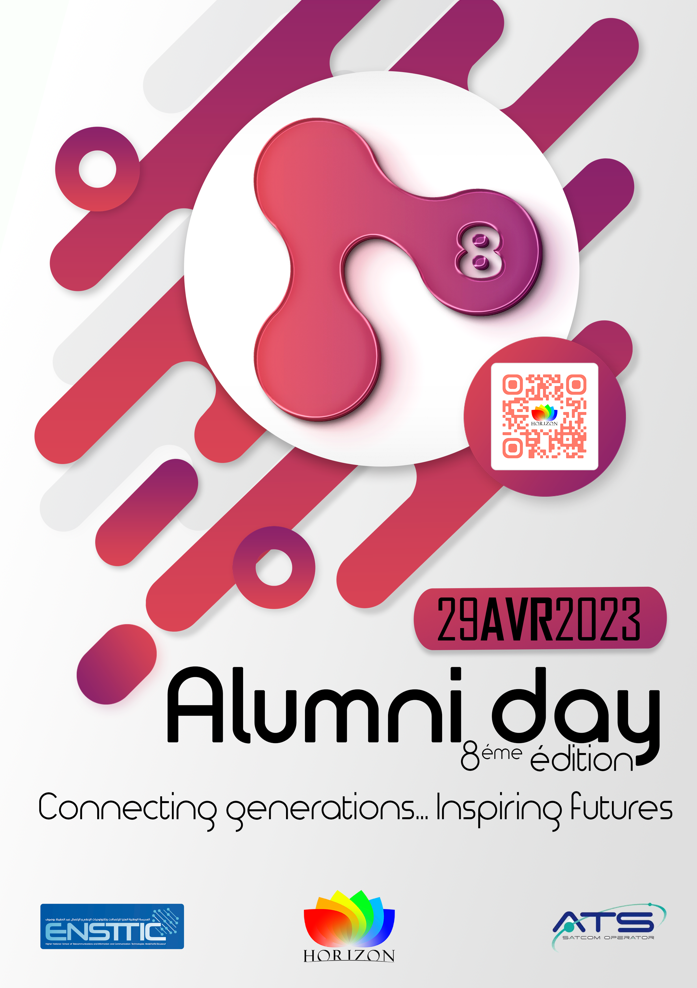 8
HORIZON
29AVR2023
Alumni day
8éme édition
Connecting generations... Inspiring futures
ENSTTIC
HORIZON
ATS
SATCOM OPERATOR